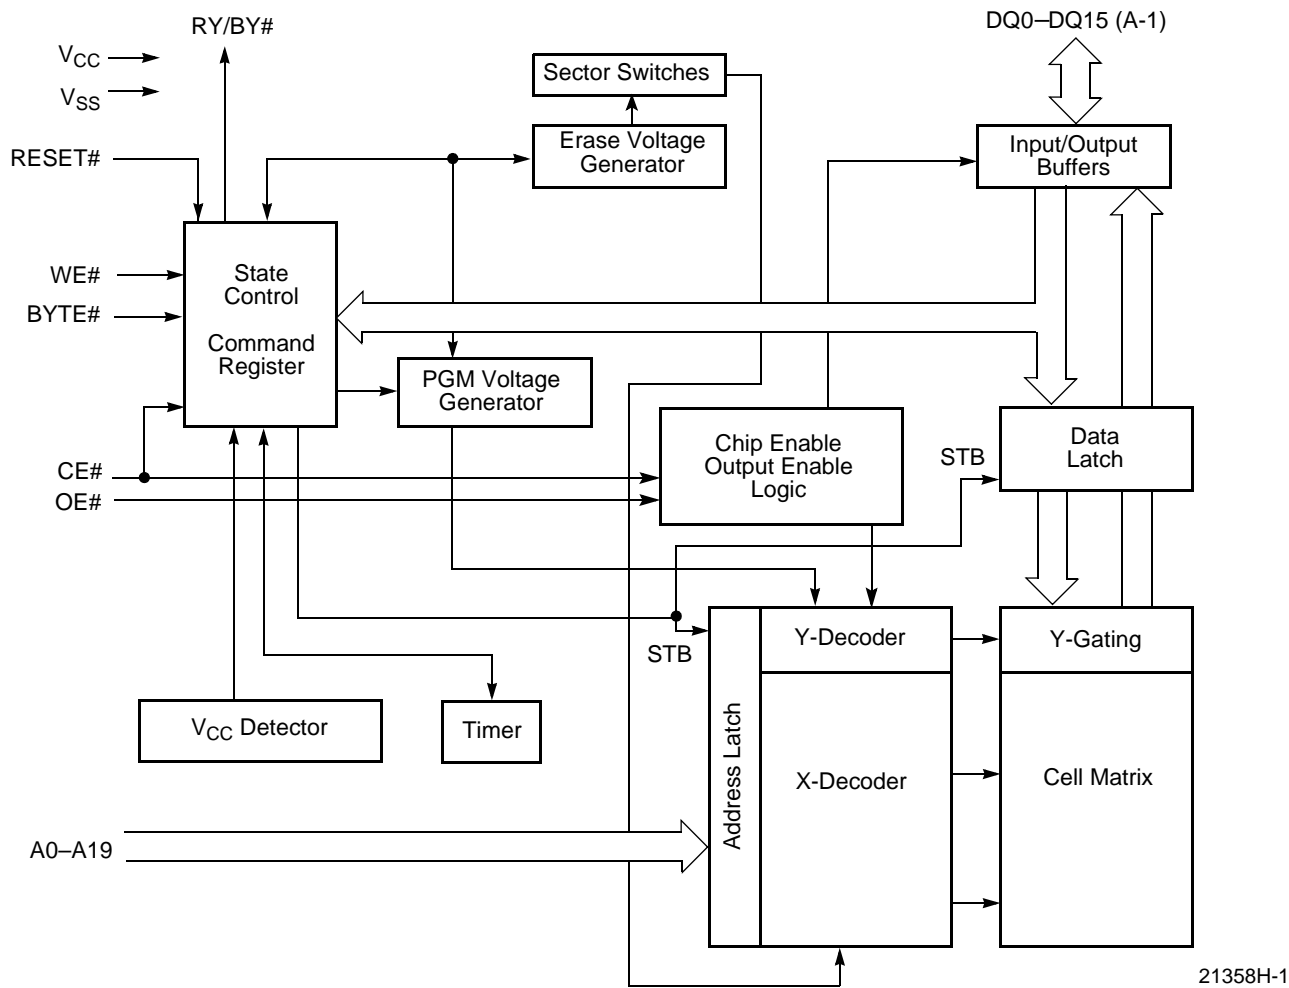 RY/BY#
DQ0–DQ15 (A-1)
VCC
VSS
Sector Switches
Erase Voltage
Generator
Input/Output
Buffers
RESET#
WE#
BYTE#
State
Control
Command
Register
PGM Voltage
Generator
Chip Enable
Output Enable
Logic
STB
Data
Latch
CE#
OE#
STB
Y-Decoder
Y-Gating
VCC Detector
Timer
Address Latch
X-Decoder
Cell Matrix
A0–A19
21358H-1